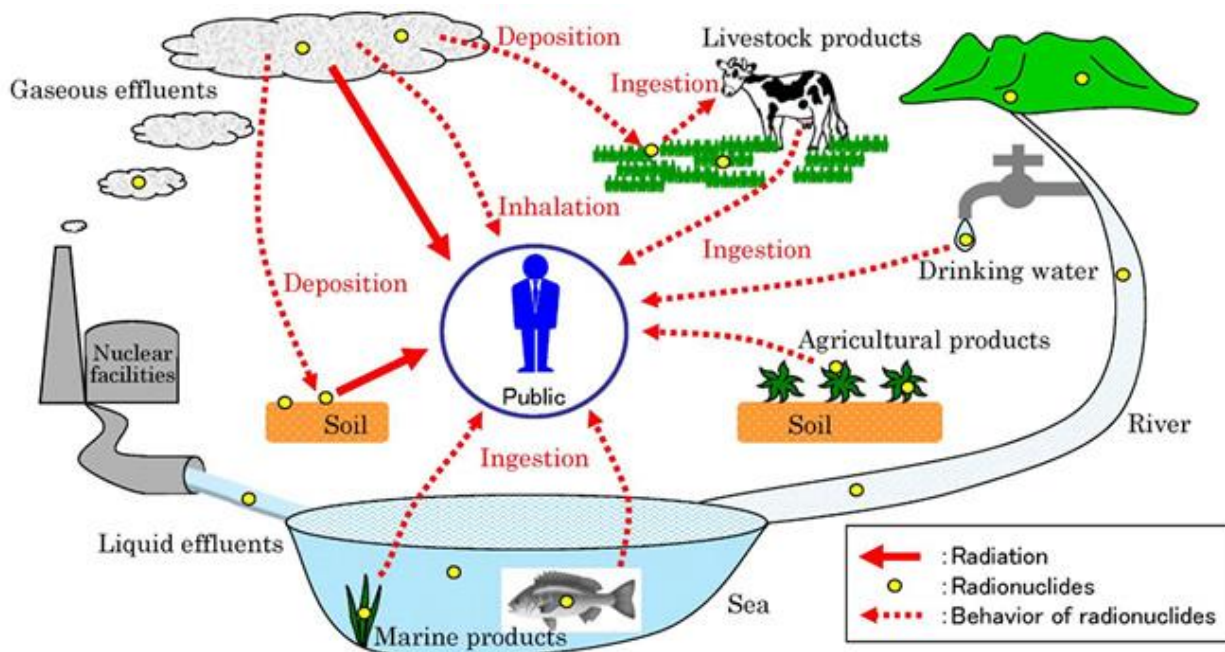 Deposition
Livestock products
Ingestion
Gaseous effluents
Inhalation
Ingestion
Drinking water
Deposition
Nuclear
facilities
Agricultural products
Public
Soil
Soil
River
Ingestion
Liquid effluents
Sea
Marine products
:Radiation
:Radionuclides
:Behavior of radionuclides